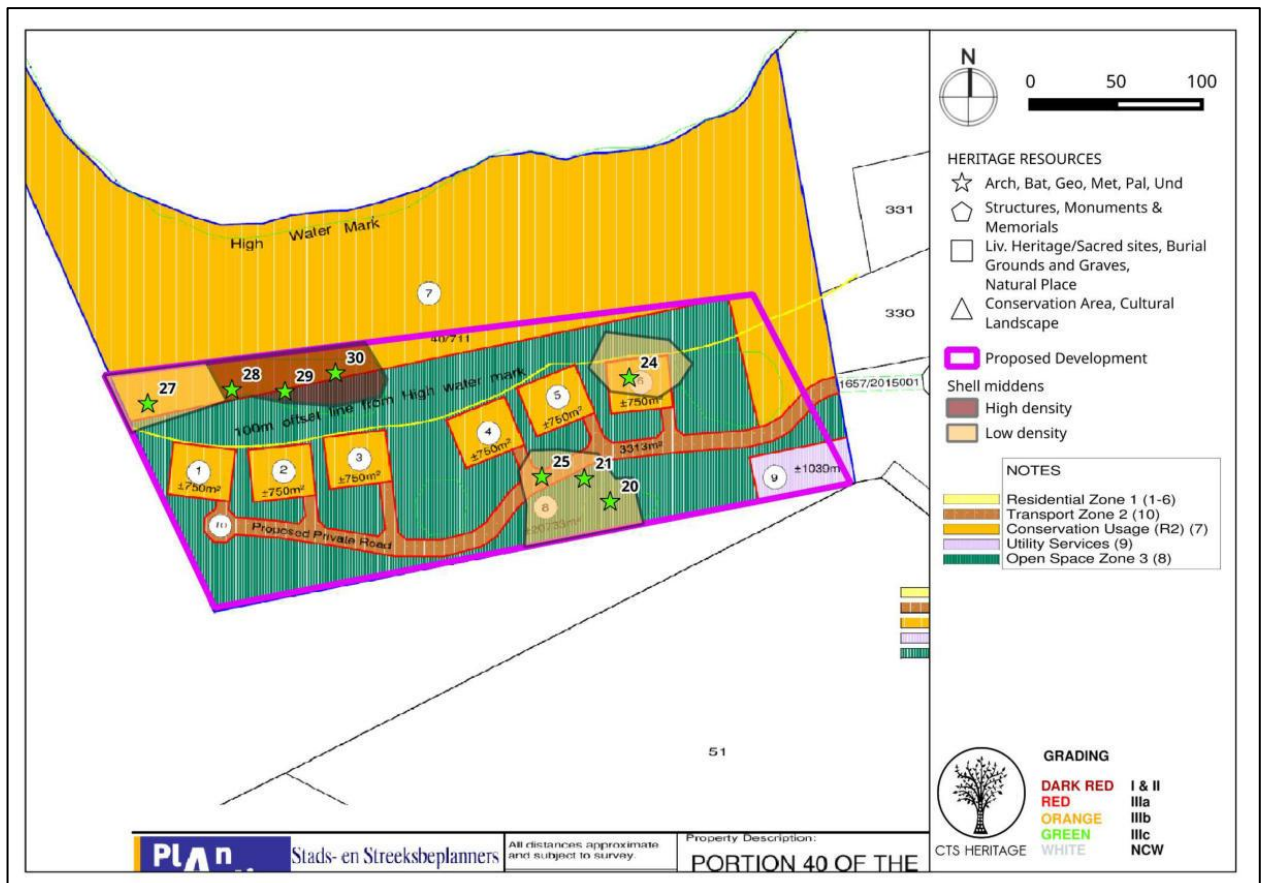 High Water Mark
7
40/711
331
330
1657/2015001
27
28
29
30
24
±750m²
100m offset line from High water mark
5
±750m²
4
±750m²
3313m²
1
±750m²
2
±750m²
3
±750m²
25
21
20
8
9
±1039m
10
Proposed Private Road
51
N
0 50 100
HERITAGE RESOURCES
Arch, Bat, Geo, Met, Pal, Und
Structures, Monuments &
Memorials
Liv. Heritage/Sacred sites, Burial
Grounds and Graves,
Natural Place
Conservation Area, Cultural
Landscape
Proposed Development
Shell middens
High density
Low density
NOTES
Residential Zone 1 (1-6)
Transport Zone 2 (10)
Conservation Usage (R2) (7)
Utility Services (9)
Open Space Zone 3 (8)
CTS HERITAGE
GRADING
DARK RED I & II
RED IIIa
ORANGE IIIb
GREEN IIIc
WHITE NCW
Plan
Stads- en Streeksbeplanners
All distances approximate
and subject to survey.
Property Description:
PORTION 40 OF THE